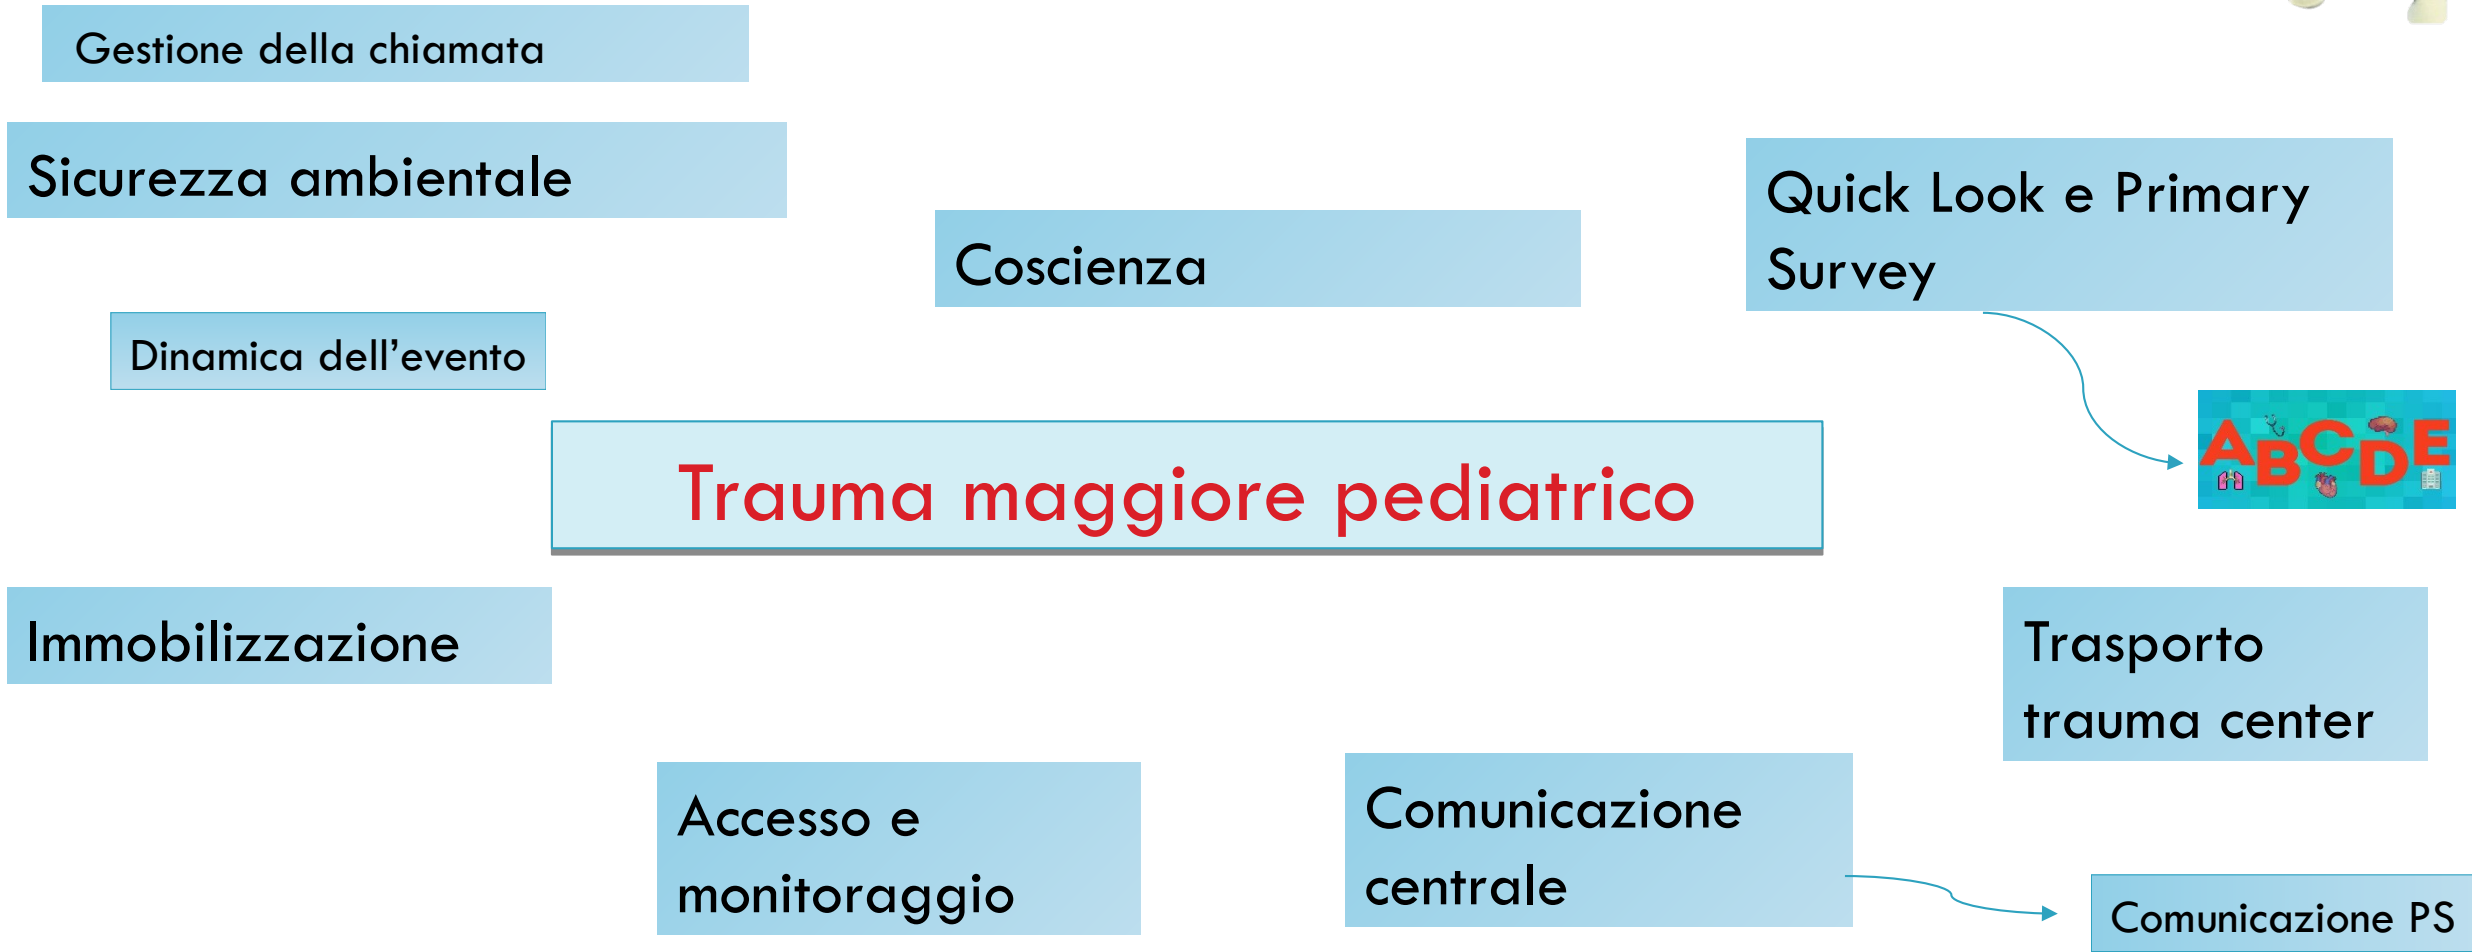 Gestione della chiamata
Sicurezza ambientale
Coscienza
Quick Look e Primary
Survey
Dinamica dell’evento
ABCDE
Trauma maggiore pediatrico
Immobilizzazione
Trasporto
trauma center
Accesso e
monitoraggio
Comunicazione
centrale
Comunicazione PS